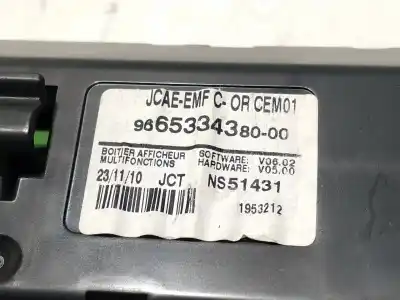 JCAE-EMF C- OR CEM01
9665334380-00
BOITIER AFFICHEUR SOFTWARE: V06.02
MULTIFONCTIONS HARDWARE: V05.00
23/11/10 JCT NS51431
1953212